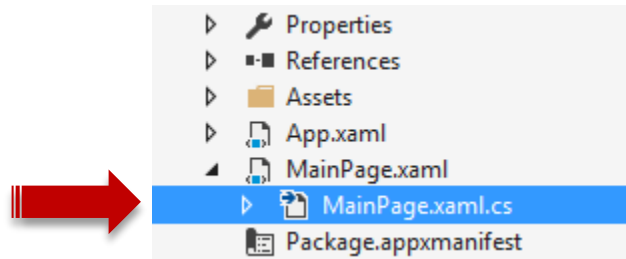 Properties
References
Assets
App.xaml
MainPage.xaml
MainPage.xaml.cs
Package.appxmanifest